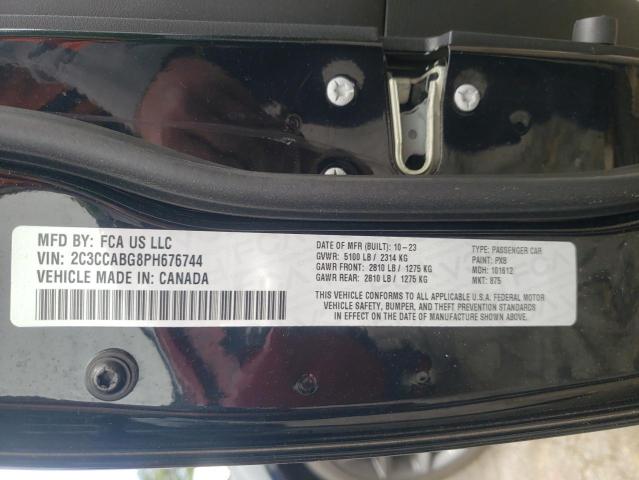 MFD BY: FCA US LLC
VIN: 2C3CCABG8PH676744
VEHICLE MADE IN: CANADA
DATE OF MFR (BUILT): 10-23
GVWR: 5100 LB / 2314 KG
GAWR FRONT: 2810 LB / 1275 KG
GAWR REAR: 2810 LB / 1275 KG
TYPE: PASSENGER CAR
PAINT: PX8
MDH: 101612
MKT: 875
THIS VEHICLE CONFORMS TO ALL APPLICABLE U.S.A. FEDERAL MOTOR
VEHICLE SAFETY, BUMPER, AND THEFT PREVENTION STANDARDS
IN EFFECT ON THE DATE OF MANUFACTURE SHOWN ABOVE.